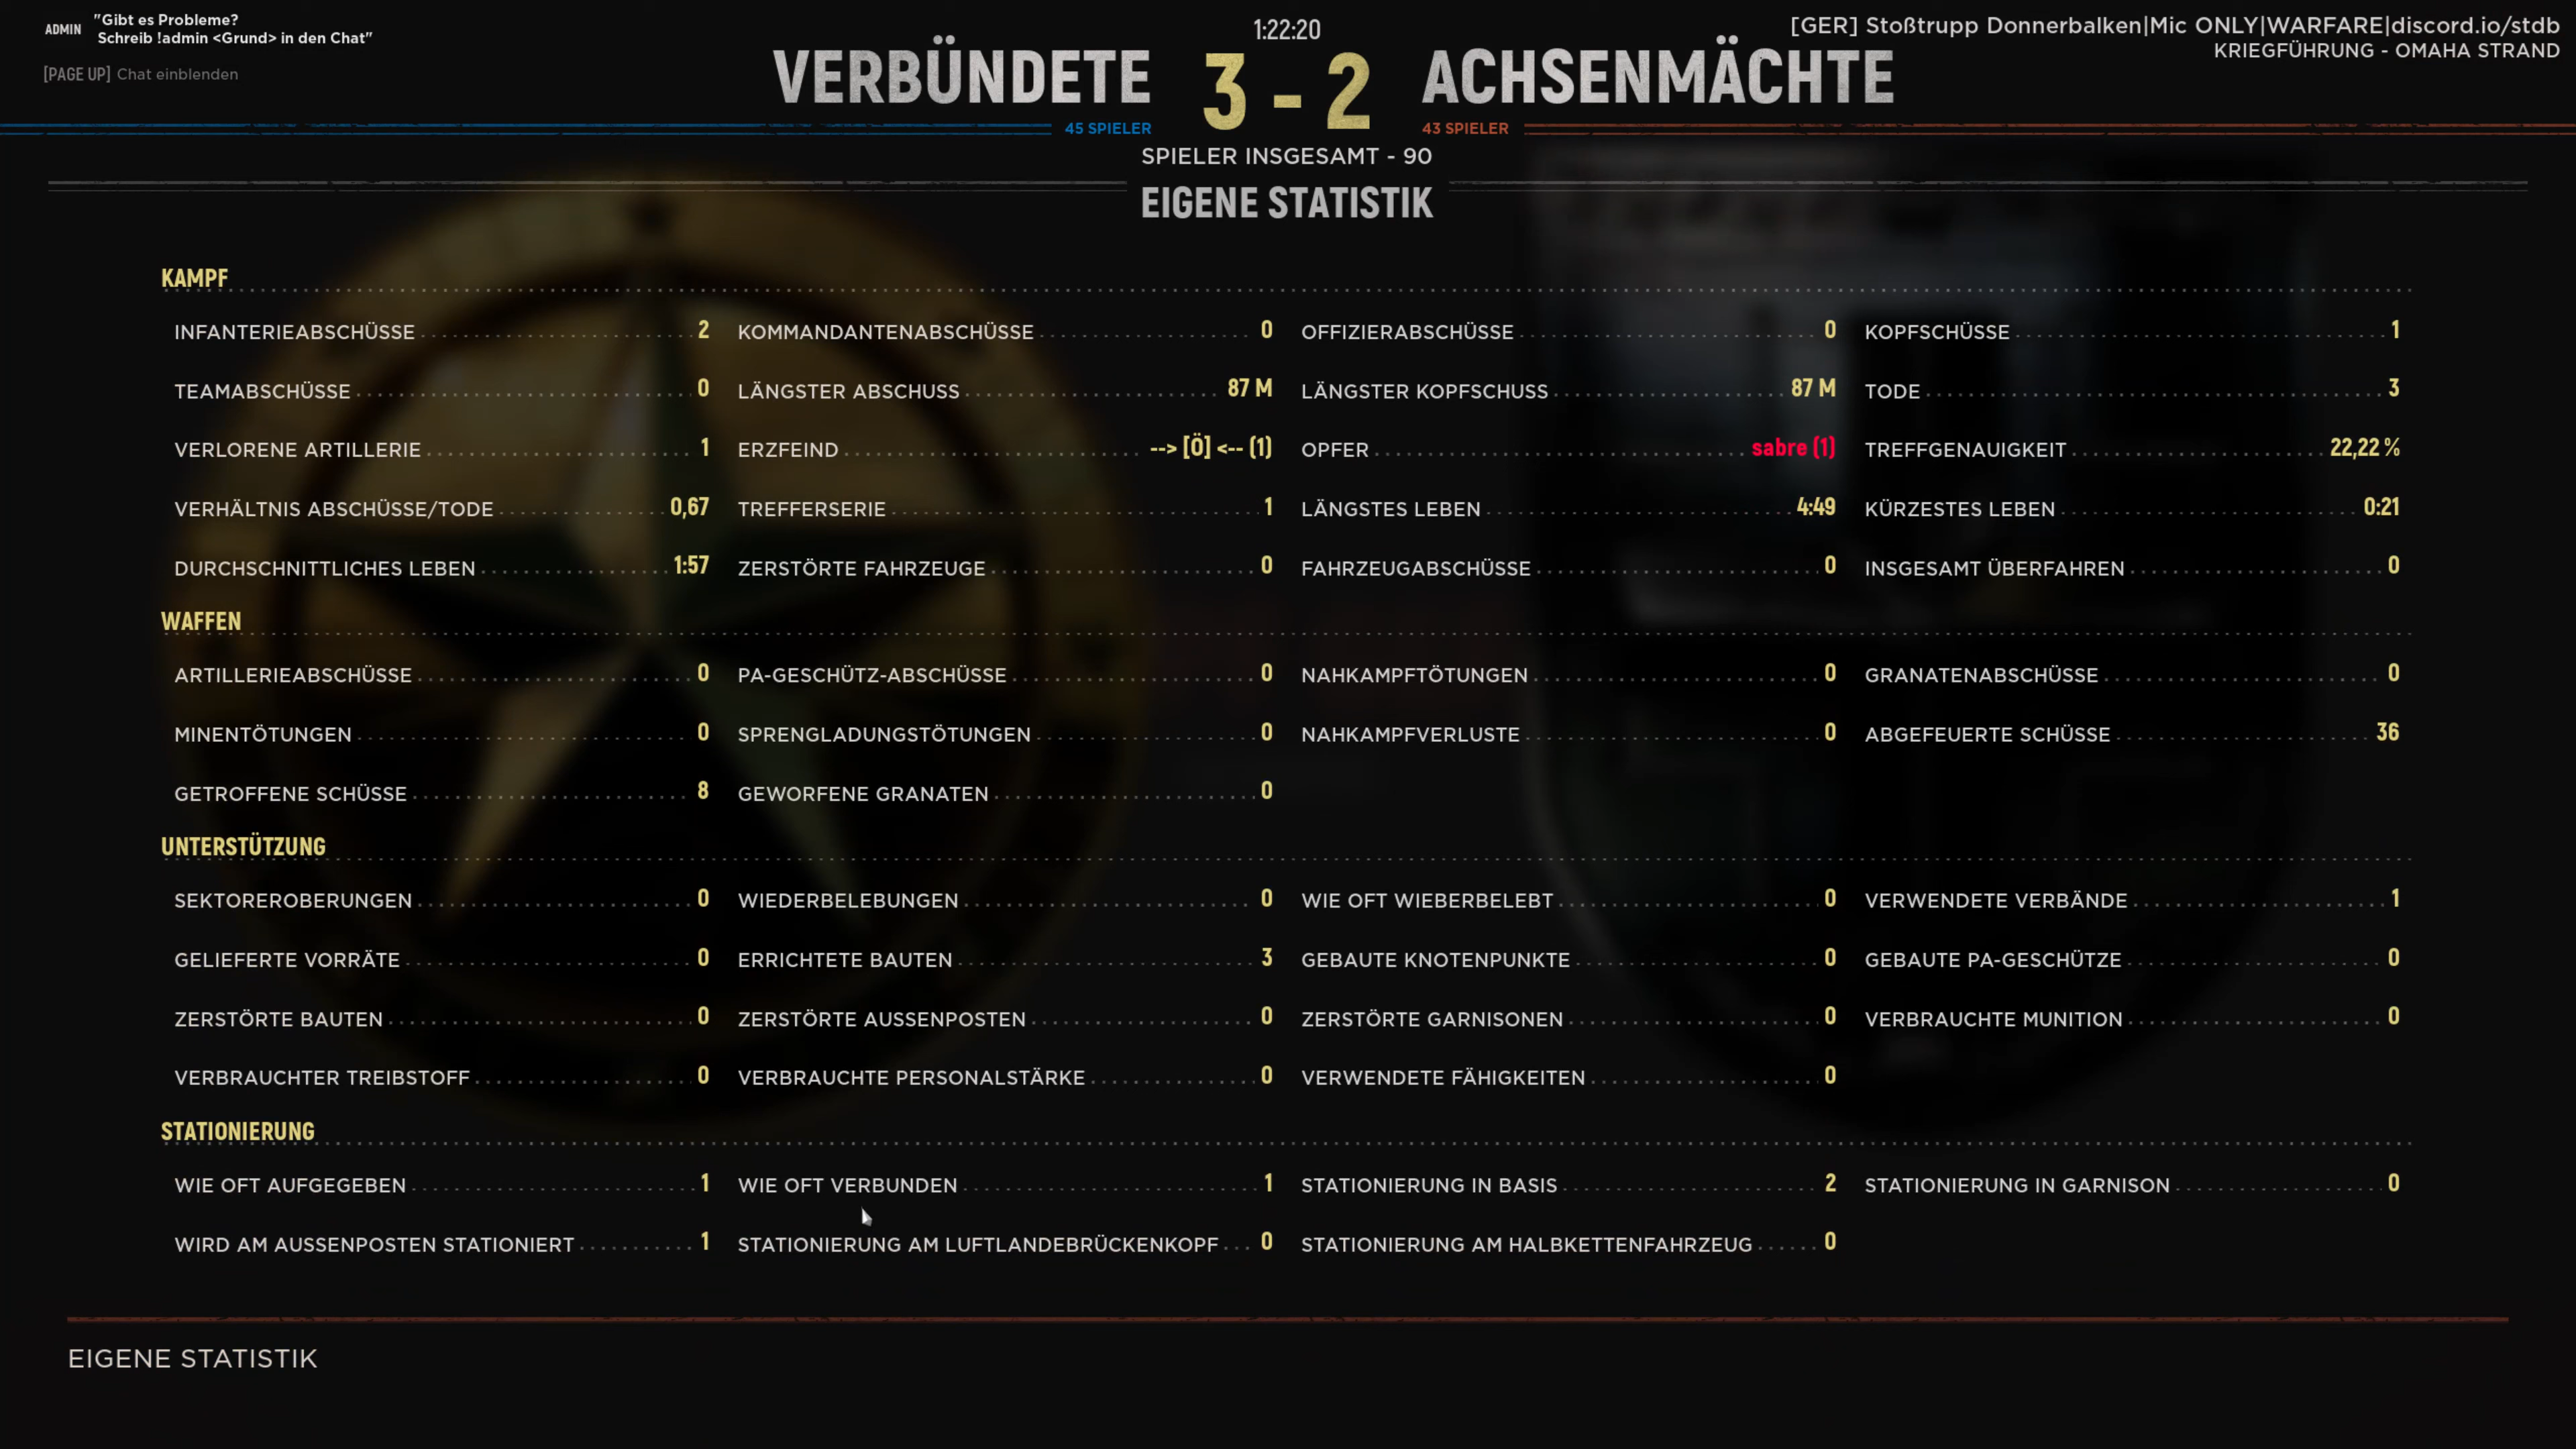 ADMIN "Gibt es Probleme?
Schreib !admin <Grund> in den Chat"
[PAGE UP] Chat einblenden
1:22:20
VERBÜNDETE 3 - 2 ACHSENMÄCHTE
45 SPIELER 43 SPIELER
[GER] Stoßtrupp Donnerbalken|Mic ONLY|WARFARE|discord.io/stdb
KRIEGFÜHRUNG - OMAHA STRAND
SPIELER INSGESAMT - 90
EIGENE STATISTIK
KAMPF
INFANTERIEABSCHÜSSE 2 KOMMANDANTENABSCHÜSSE 0 OFFIZIERABSCHÜSSE 0 KOPFSCHÜSSE 1
TEAMABSCHÜSSE 0 LÄNGSTER ABSCHUSS 87 M LÄNGSTER KOPFSCHUSS 87 M TODE 3
VERLORENE ARTILLERIE 1 ERZFEIND --> [Ö] <-- (1) OPFER sabre (1) TREFFGENAUIGKEIT 22,22 %
VERHÄLTNIS ABSCHÜSSE/TODE 0,67 TREFFERSERIE 1 LÄNGSTES LEBEN 4:49 KÜRZESTES LEBEN 0:21
DURCHSCHNITTLICHES LEBEN 1:57 ZERSTÖRTE FAHRZEUGE 0 FAHRZEUGABSCHÜSSE 0 INSGESAMT ÜBERFAHREN 0
WAFFEN
ARTILLERIEABSCHÜSSE 0 PA-GESCHÜTZ-ABSCHÜSSE 0 NAHKAMPFTÖTUNGEN 0 GRANATENABSCHÜSSE 0
MINENTÖTUNGEN 0 SPRENGLADUNGSTÖTUNGEN 0 NAHKAMPFVERLUSTE 0 ABGEFEUERTE SCHÜSSE 36
GETROFFENE SCHÜSSE 8 GEWORFENE GRANATEN 0
UNTERSTÜTZUNG
SEKTOREROBERUNGEN 0 WIEDERBELEBUNGEN 0 WIE OFT WIEBERBELEBT 0 VERWENDETE VERBÄNDE 1
GELIEFERTE VORRÄTE 0 ERRICHTETE BAUTEN 3 GEBAUTE KNOTENPUNKTE 0 GEBAUTE PA-GESCHÜTZE 0
ZERSTÖRTE BAUTEN 0 ZERSTÖRTE AUSSENPOSTEN 0 ZERSTÖRTE GARNISONEN 0 VERBRAUCHTE MUNITION 0
VERBRAUCHTER TREIBSTOFF 0 VERBRAUCHTE PERSONALSTÄRKE 0 VERWENDETE FÄHIGKEITEN 0
STATIONIERUNG
WIE OFT AUFGEGEBEN 1 WIE OFT VERBUNDEN 1 STATIONIERUNG IN BASIS 2 STATIONIERUNG IN GARNISON 0
WIRD AM AUSSENPOSTEN STATIONIERT 1 STATIONIERUNG AM LUFTLANDEBRÜCKENKOPF 0 STATIONIERUNG AM HALBKETTENFAHRZEUG 0
EIGENE STATISTIK